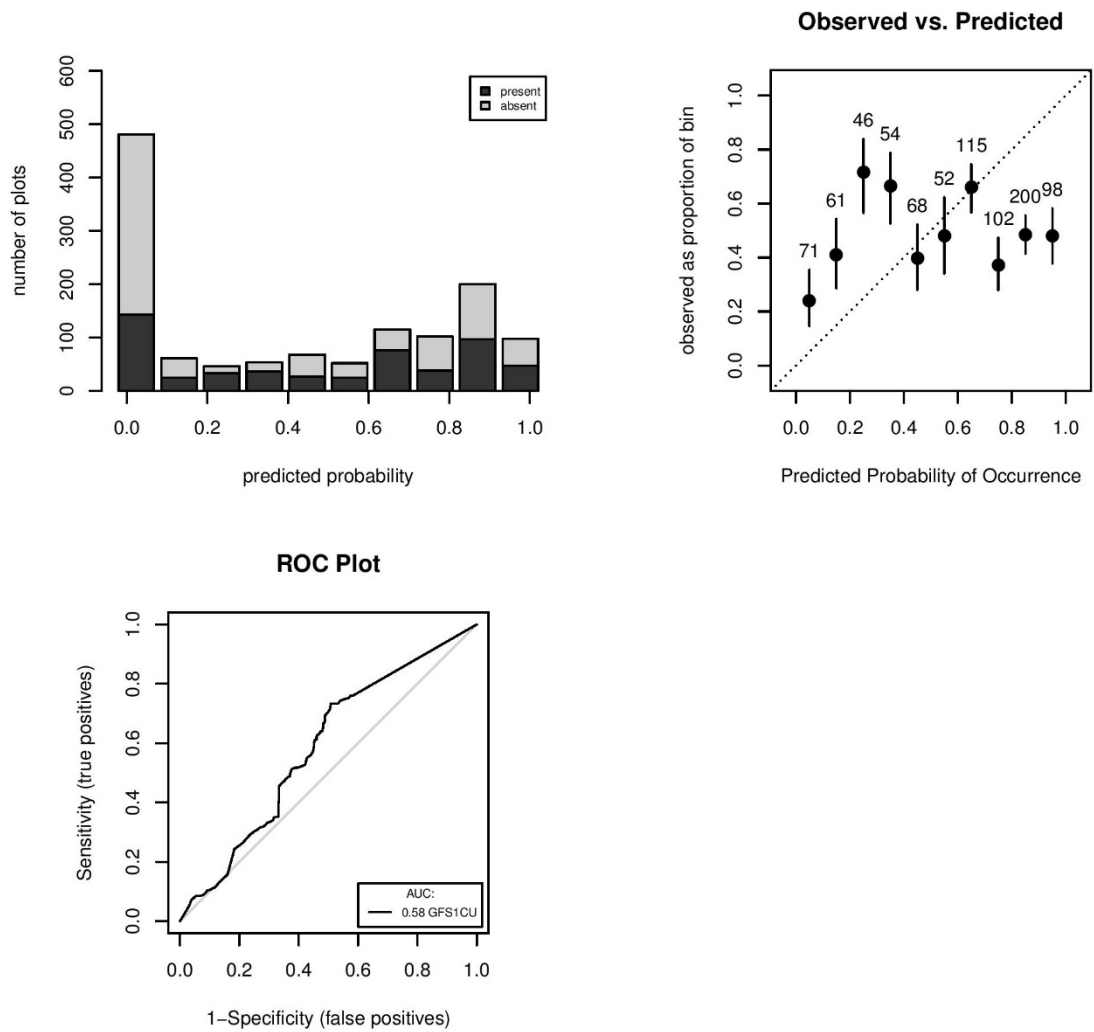 600
500
400
300
200
100
0
number of plots
present
absent
0.0 0.2 0.4 0.6 0.8 1.0
predicted probability
Observed vs. Predicted
1.0
0.8
0.6
0.4
0.2
0.0
observed as proportion of bin
71 61 46 54 68 52 115 102 200 98
0.0 0.2 0.4 0.6 0.8 1.0
Predicted Probability of Occurrence
ROC Plot
1.0
0.8
0.6
0.4
0.2
0.0
Sensitivity (true positives)
AUC:
0.58 GFS1CU
0.0 0.2 0.4 0.6 0.8 1.0
1−Specificity (false positives)